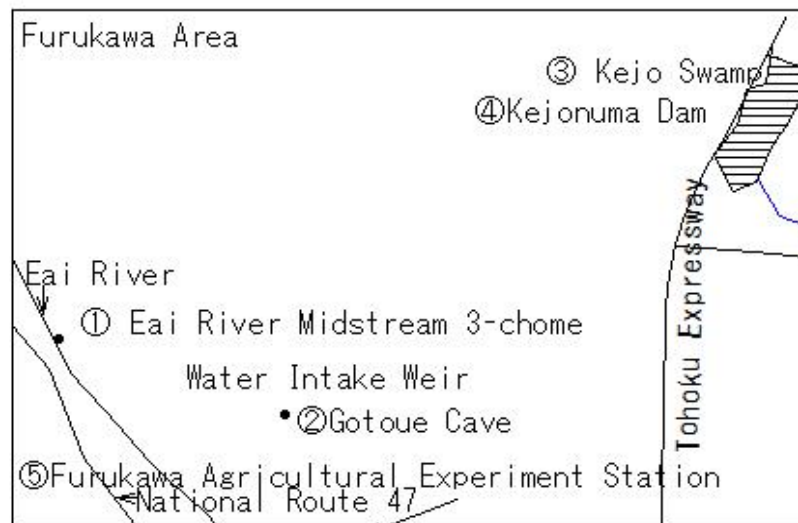 Furukawa Area
③ Kejo Swamp
④Kejonuma Dam
Tohoku Expressway
Eai River
① Eai River Midstream 3-chome
Water Intake Weir
②Gotoue Cave
⑤Furukawa Agricultural Experiment Station
National Route 47